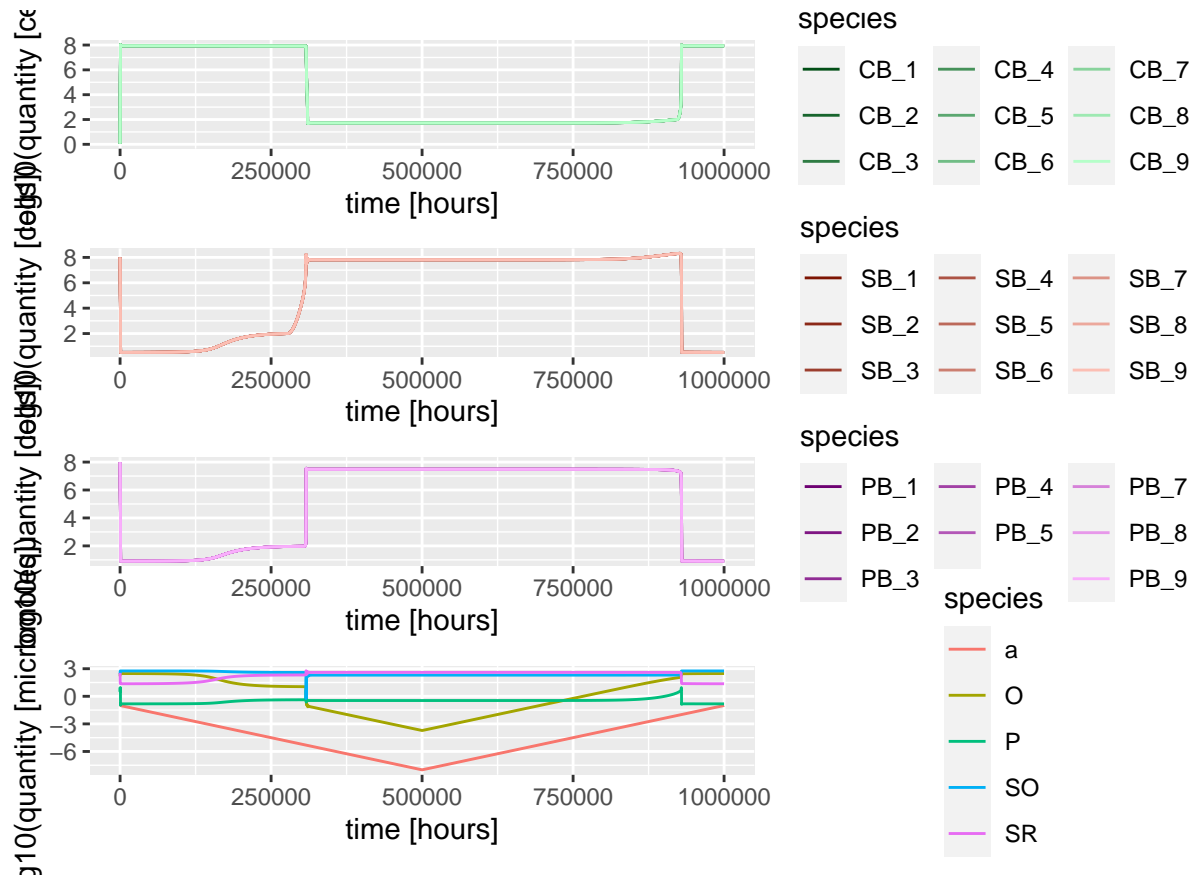 species
CB_1 CB_4 CB_7
CB_2 CB_5 CB_8
CB_3 CB_6 CB_9
8
6
4
2
0
0 250000 500000 750000 1000000
time [hours]
species
SB_1 SB_4 SB_7
SB_2 SB_5 SB_8
SB_3 SB_6 SB_9
8
6
4
2
0 250000 500000 750000 1000000
time [hours]
species
PB_1 PB_4 PB_7
PB_2 PB_5 PB_8
PB_3 PB_9
8
6
4
2
0 250000 500000 750000 1000000
time [hours]
species
a
O
P
SO
SR
3
0
−3
−6
0 250000 500000 750000 1000000
time [hours]